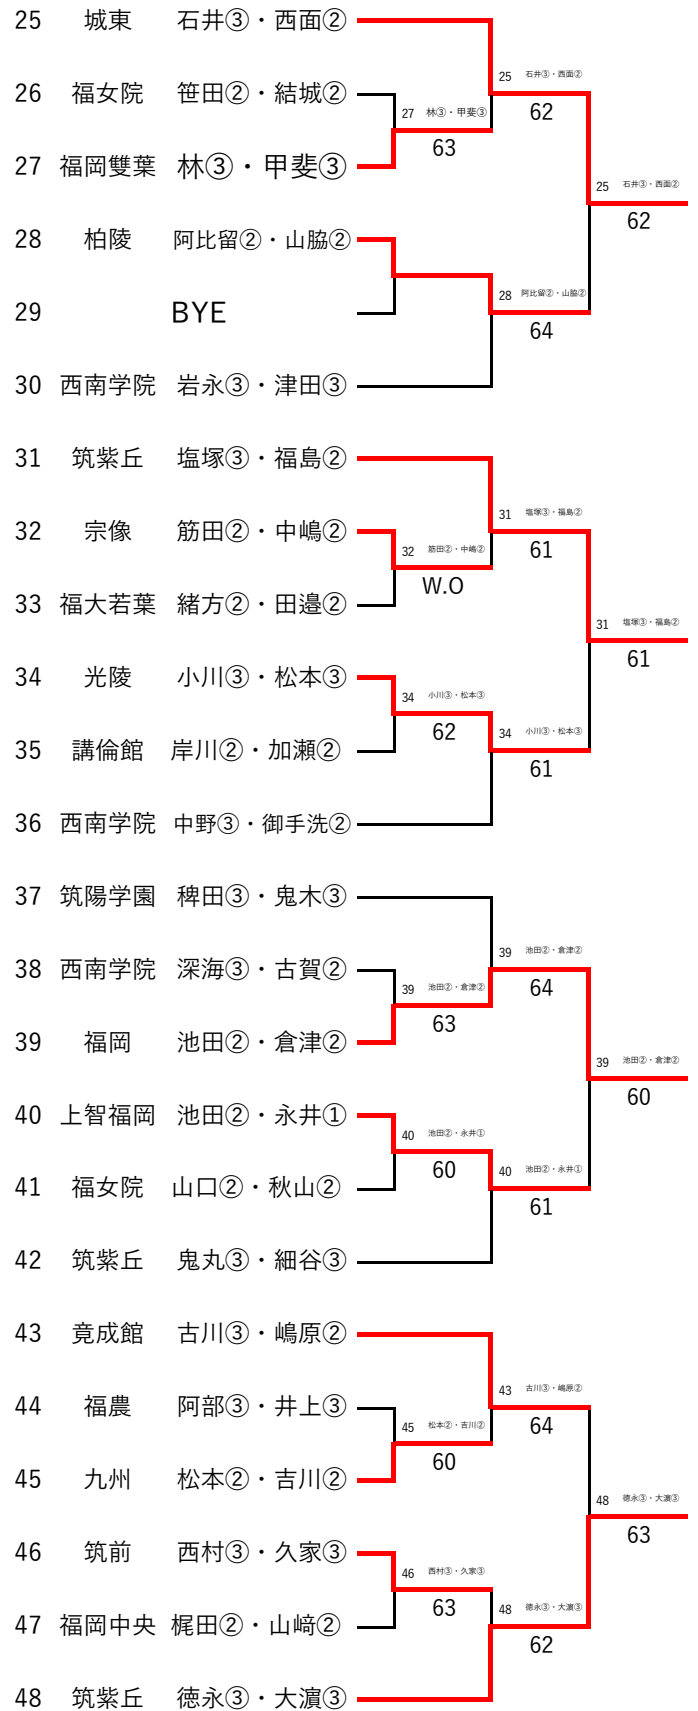 25 城東 石井③・西面②
25 石井③・西面②
26 福女院 笹田②・結城②
62
27 林③・甲斐③
63
27 福岡雙葉 林③・甲斐③
25 石井③・西面②
62
28 柏陵 阿比留②・山脇②
28 阿比留②・山脇②
29 BYE
64
30 西南学院 岩永③・津田③
31 筑紫丘 塩塚③・福島②
31 塩塚③・福島②
32 宗像 筋田②・中嶋②
61
32 筋田②・中嶋②
W.O
33 福大若葉 緒方②・田邉②
31 塩塚③・福島②
61
34 光陵 小川③・松本③
34 小川③・松本③
62
34 小川③・松本③
35 講倫館 岸川②・加瀬②
61
36 西南学院 中野③・御手洗②
37 筑陽学園 稗田③・鬼木③
39 池田②・倉津②
38 西南学院 深海③・古賀②
64
39 池田②・倉津②
63
39 福岡 池田②・倉津②
39 池田②・倉津②
60
40 上智福岡 池田②・永井①
40 池田②・永井①
60
40 池田②・永井①
41 福女院 山口②・秋山②
61
42 筑紫丘 鬼丸③・細谷③
43 竟成館 古川③・嶋原②
43 古川③・嶋原②
44 福農 阿部③・井上③
64
45 松本②・吉川②
60
45 九州 松本②・吉川②
48 徳永③・大濵③
63
46 筑前 西村③・久家③
46 西村③・久家③
63
48 徳永③・大濵③
47 福岡中央 梶田②・山﨑②
62
48 筑紫丘 徳永③・大濵③